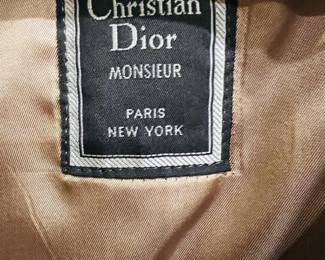 Christian
Dior
MONSIEUR
PARIS
NEW YORK